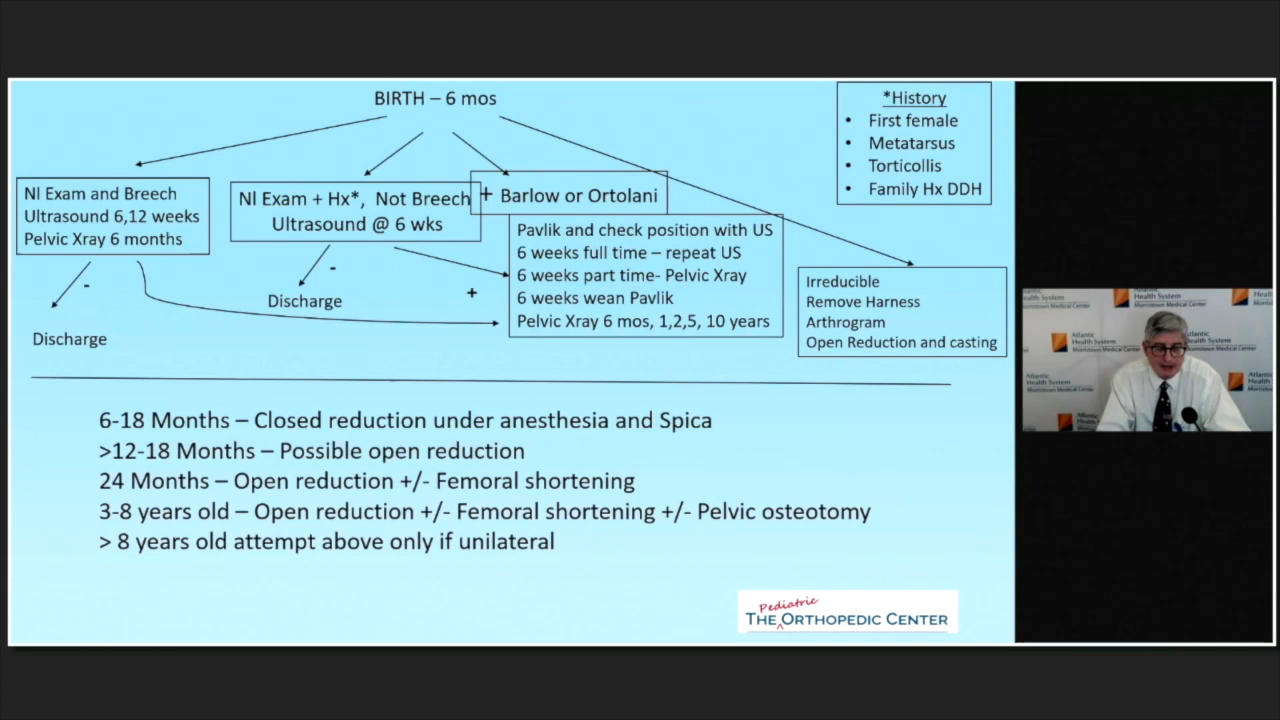 BIRTH – 6 mos
*History
• First female
• Metatarsus
• Torticollis
• Family Hx DDH
Nl Exam and Breech
Ultrasound 6,12 weeks
Pelvic Xray 6 months
Nl Exam + Hx*, Not Breech
Ultrasound @ 6 wks
+ Barlow or Ortolani
Pavlik and check position with US
6 weeks full time – repeat US
6 weeks part time- Pelvic Xray
6 weeks wean Pavlik
Pelvic Xray 6 mos, 1,2,5, 10 years
Irreducible
Remove Harness
Arthrogram
Open Reduction and casting
-
Discharge
-
Discharge
+
6-18 Months – Closed reduction under anesthesia and Spica
>12-18 Months – Possible open reduction
24 Months – Open reduction +/- Femoral shortening
3-8 years old – Open reduction +/- Femoral shortening +/- Pelvic osteotomy
> 8 years old attempt above only if unilateral
Pediatric
THE ORTHOPEDIC CENTER
Atlantic
Health System
Morristown Medical Center